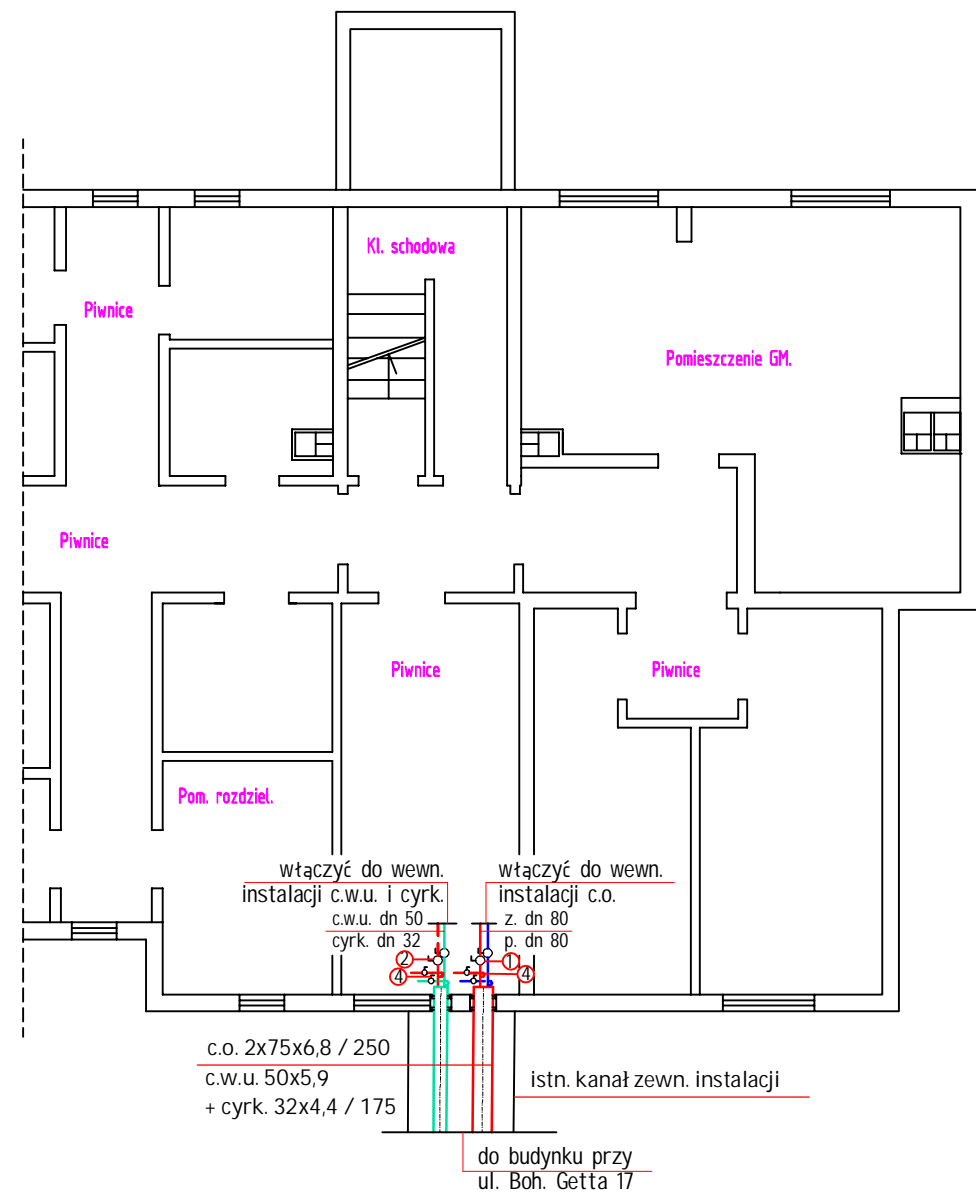 Kl. schodowa
Piwnice
Pomieszczenie GM.
Piwnice
Piwnice
Piwnice
Pom. rozdziel.
włączyć do wewn.
instalacji c.w.u. i cyrk.
c.w.u. dn 50
cyrk. dn 32
włączyć do wewn.
instalacji c.o.
z. dn 80
p. dn 80
2
4
1
4
c.o. 2x75x6,8 / 250
c.w.u. 50x5,9
+ cyrk. 32x4,4 / 175
istn. kanał zewn. instalacji
do budynku przy
ul. Boh. Getta 17